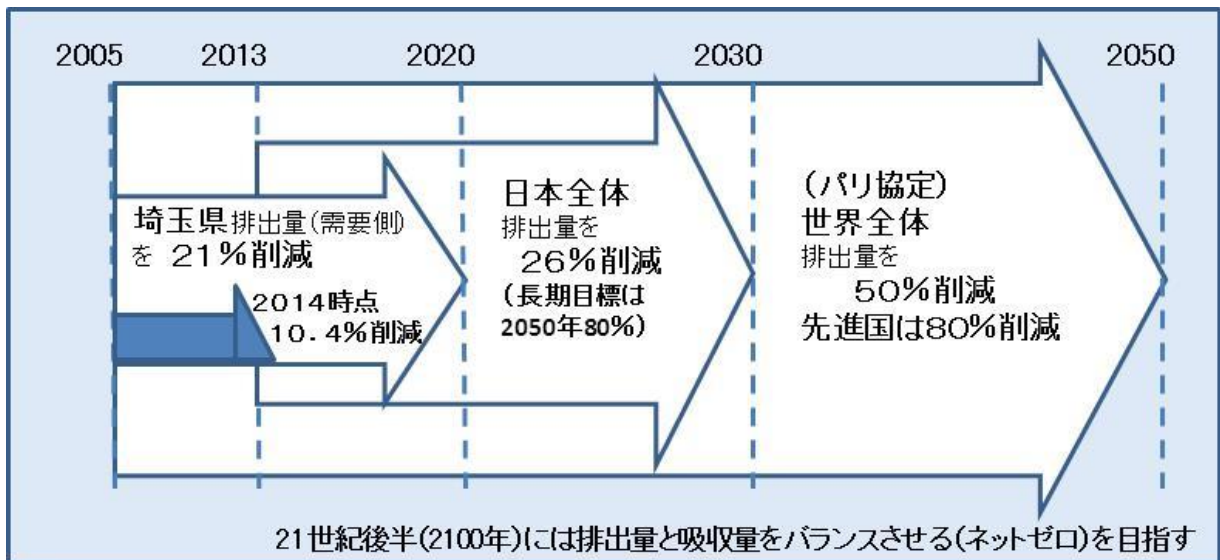 2005 2013 2020 2030 2050
埼玉県排出量(需要側)
を 21%削減
2014時点
10.4%削減
日本全体
排出量を
26%削減
(長期目標は
2050年80%)
(パリ協定)
世界全体
排出量を
50%削減
先進国は80%削減
21世紀後半(2100年)には排出量と吸収量をバランスさせる(ネットゼロ)を目指す